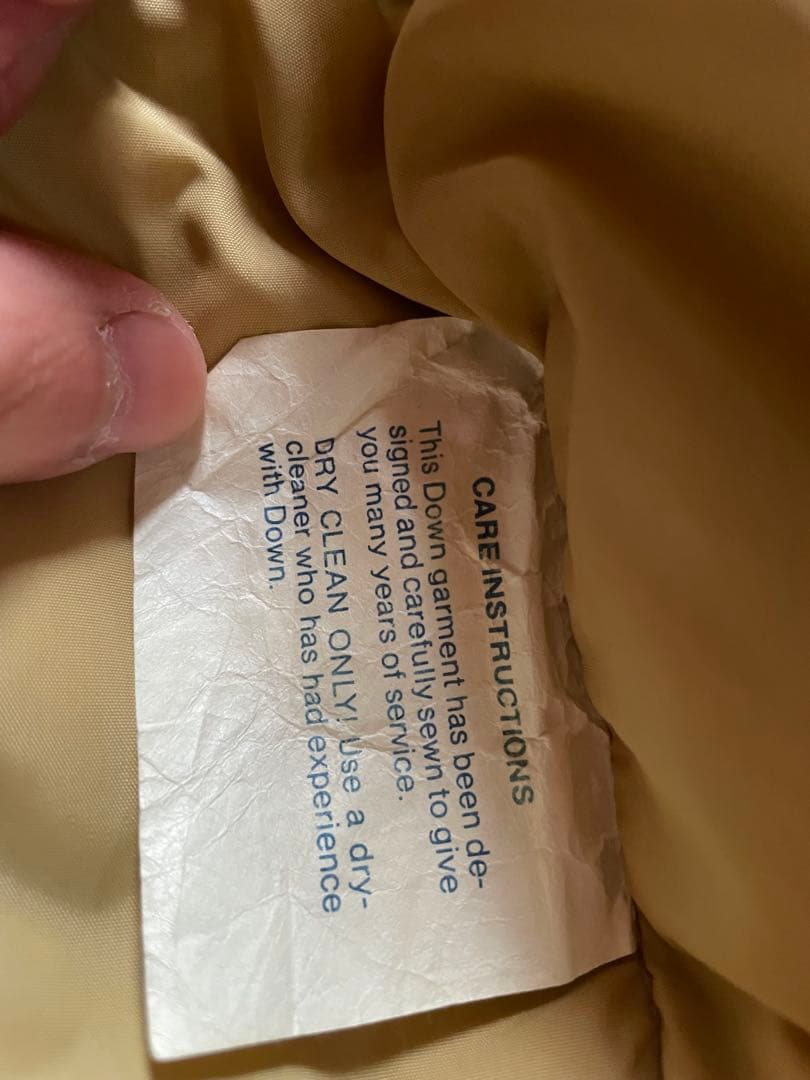 CARE INSTRUCTIONS
This Down garment has been de-
signed and carefully sewn to give
you many years of service.
DRY CLEAN ONLY! Use a dry-
cleaner who has had experience
with Down.